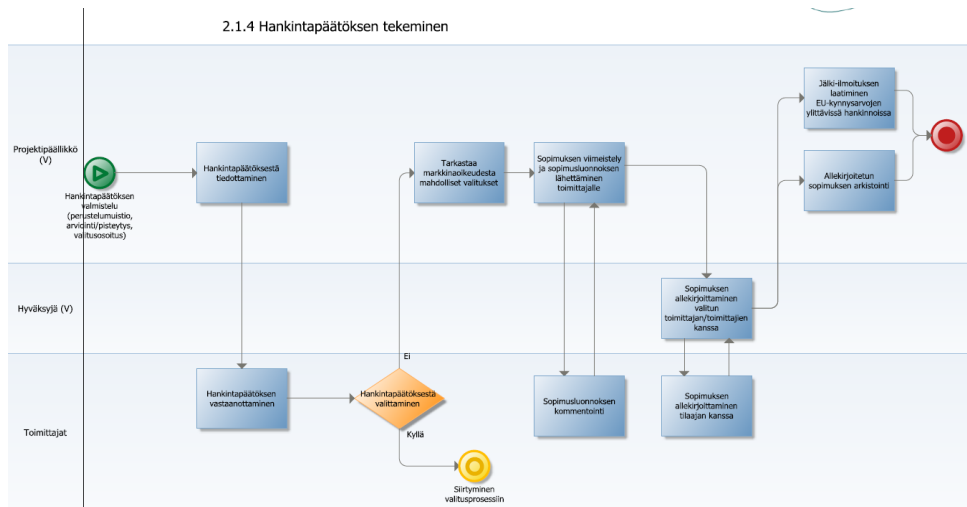 2.1.4 Hankintapäätöksen tekeminen
Projektipäällikkö
(V)
Hankintapäätöksen
valmistelu
(perustelumuistio,
arviointi/pisteytys,
valitusosoitus)
Hankintapäätöksestä
tiedottaminen
Tarkastaa
markkinaoikeudesta
mahdolliset valitukset
Sopimuksen viimeistely
ja sopimusluonnoksen
lähettäminen
toimittajalle
Jälki-ilmoituksen
laatiminen
EU-kynnysarvojen
ylittävissä hankinnoissa
Allekirjoitetun
sopimuksen arkistointi
Hyväksyjä (V)
Sopimuksen
allekirjoittaminen
valitun
toimittajan/toimittajien
kanssa
Toimittajat
Hankintapäätöksen
vastaanottaminen
Ei
Hankintapäätöksestä
valittaminen
Kyllä
Siirtyminen
valitusprosessiin
Sopimusluonnoksen
kommentointi
Sopimuksen
allekirjoittaminen
tilaajan kanssa